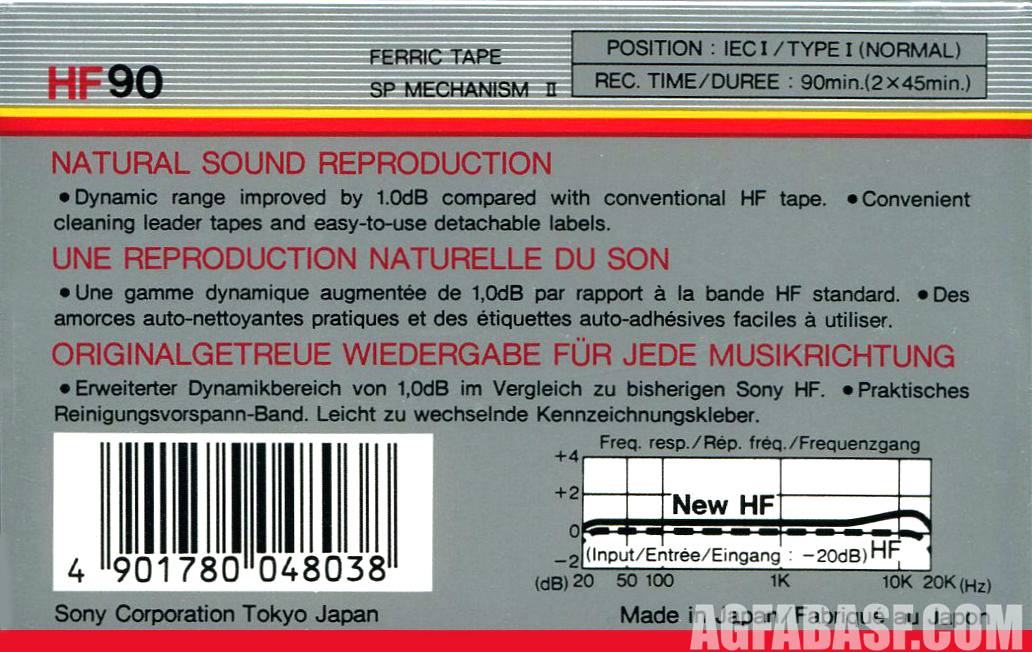 HF90
FERRIC TAPE
SP MECHANISM II
POSITION : IEC I / TYPE I (NORMAL)
REC. TIME/DUREE : 90min.(2×45min.)
NATURAL SOUND REPRODUCTION
●Dynamic range improved by 1.0dB compared with conventional HF tape. ●Convenient
cleaning leader tapes and easy-to-use detachable labels.
UNE REPRODUCTION NATURELLE DU SON
●Une gamme dynamique augmentée de 1,0dB par rapport à la bande HF standard. ●Des
amorces auto-nettoyantes pratiques et des étiquettes auto-adhésives faciles à utiliser.
ORIGINALGETREUE WIEDERGABE FÜR JEDE MUSIKRICHTUNG
●Erweiterter Dynamikbereich von 1,0dB im Vergleich zu bisherigen Sony HF. ●Praktisches
Reinigungsvorspann-Band. Leicht zu wechselnde Kennzeichnungskleber.
4 901780 048038
Sony Corporation Tokyo Japan
Freq. resp./Rép. fréq./Frequenzgang
+4
+2
New HF
0
(Input/Entrée/Eingang : −20dB) HF
−2
(dB) 20 50 100 1K 10K 20K (Hz)
Made in Japan/Fabriqué au Japon
AGFABASF.COM